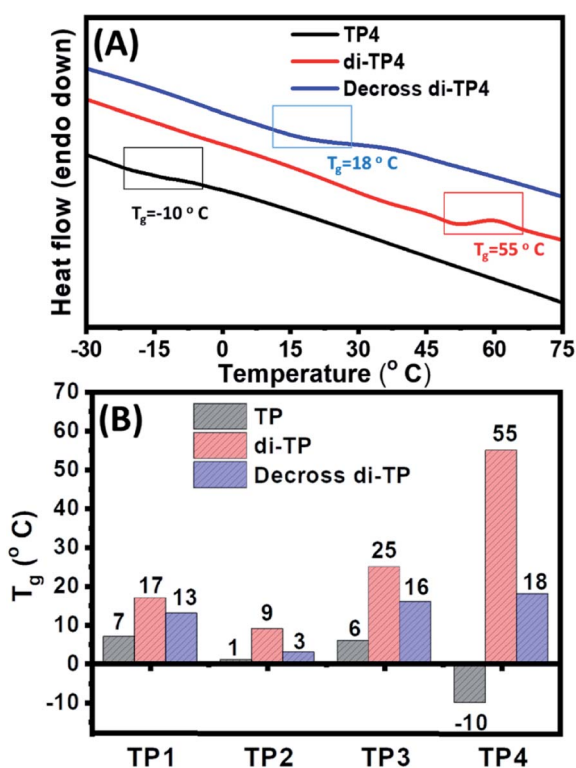 (A)
TP4
di-TP4
Decross di-TP4
Heat flow (endo down)
Tg=18 ° C
Tg=-10 ° C
Tg=55 ° C
-30 -15 0 15 30 45 60 75
Temperature (° C)
(B)
TP
di-TP
Decross di-TP
Tg (° C)
70
60
50
40
30
20
10
0
-10
7 17 13
1 9 3
6 25 16
-10 55 18
TP1 TP2 TP3 TP4